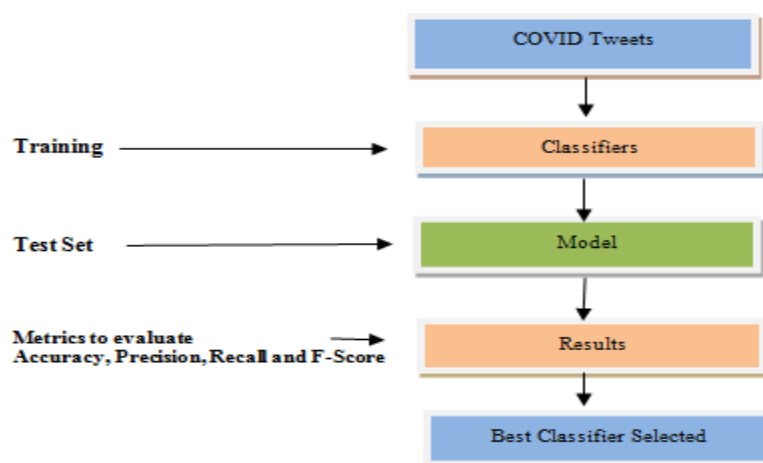 COVID Tweets
Training
Classifiers
Test Set
Model
Metrics to evaluate
Accuracy, Precision, Recall and F-Score
Results
Best Classifier Selected